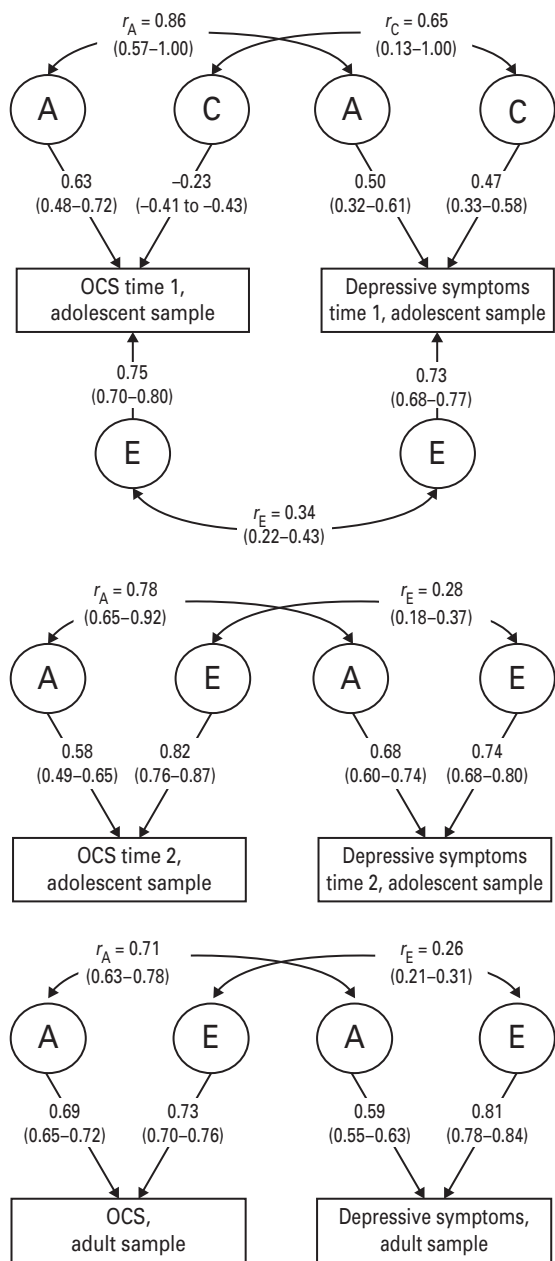 rA = 0.86
(0.57–1.00)
rC = 0.65
(0.13–1.00)
A
C
A
C
0.63
(0.48–0.72)
–0.23
(–0.41 to –0.43)
0.50
(0.32–0.61)
0.47
(0.33–0.58)
OCS time 1,
adolescent sample
Depressive symptoms
time 1, adolescent sample
0.75
(0.70–0.80)
0.73
(0.68–0.77)
E
E
rE = 0.34
(0.22–0.43)
rA = 0.78
(0.65–0.92)
rE = 0.28
(0.18–0.37)
A
E
A
E
0.58
(0.49–0.65)
0.82
(0.76–0.87)
0.68
(0.60–0.74)
0.74
(0.68–0.80)
OCS time 2,
adolescent sample
Depressive symptoms
time 2, adolescent sample
rA = 0.71
(0.63–0.78)
rE = 0.26
(0.21–0.31)
A
E
A
E
0.69
(0.65–0.72)
0.73
(0.70–0.76)
0.59
(0.55–0.63)
0.81
(0.78–0.84)
OCS,
adult sample
Depressive symptoms,
adult sample